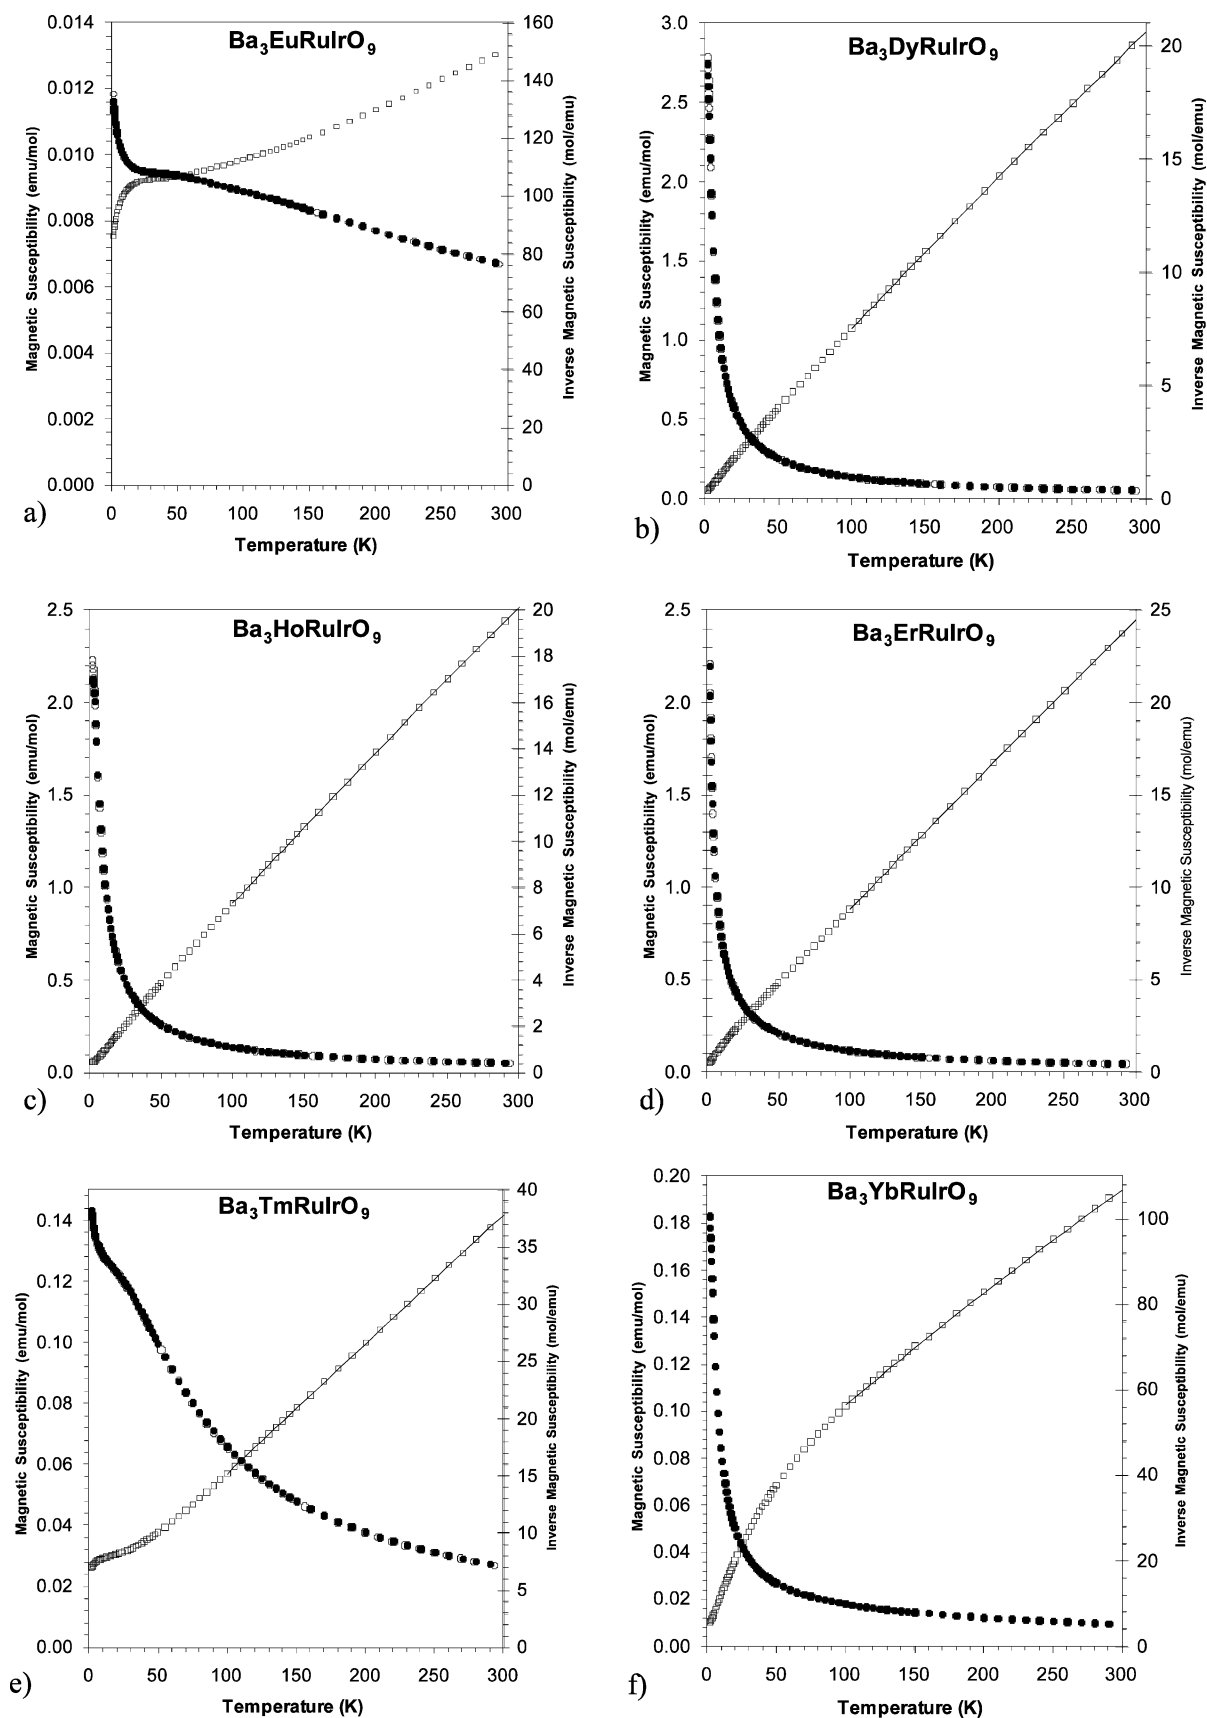 Ba3EuRuIrO9
Magnetic Susceptibility (emu/mol)
0.014
0.012
0.010
0.008
0.006
0.004
0.002
0.000
160
140
120
100
80
60
40
20
0
Inverse Magnetic Susceptibility (mol/emu)
0 50 100 150 200 250 300
Temperature (K)
a)
Ba3DyRuIrO9
Magnetic Susceptibility (emu/mol)
3.0
2.5
2.0
1.5
1.0
0.5
0.0
20
15
10
5
0
Inverse Magnetic Susceptibility (mol/emu)
0 50 100 150 200 250 300
Temperature (K)
b)
Ba3HoRuIrO9
Magnetic Susceptibility (emu/mol)
2.5
2.0
1.5
1.0
0.5
0.0
20
18
16
14
12
10
8
6
4
2
0
Inverse Magnetic Susceptibility (mol/emu)
0 50 100 150 200 250 300
Temperature (K)
c)
Ba3ErRuIrO9
Magnetic Susceptibility (emu/mol)
2.5
2.0
1.5
1.0
0.5
0.0
25
20
15
10
5
0
Inverse Magnetic Susceptibility (mol/emu)
0 50 100 150 200 250 300
Temperature (K)
d)
Ba3TmRuIrO9
Magnetic Susceptibility (emu/mol)
0.14
0.12
0.10
0.08
0.06
0.04
0.02
0.00
40
35
30
25
20
15
10
5
0
Inverse Magnetic Susceptibility (mol/emu)
0 50 100 150 200 250 300
Temperature (K)
e)
Ba3YbRuIrO9
Magnetic Susceptibility (emu/mol)
0.20
0.18
0.16
0.14
0.12
0.10
0.08
0.06
0.04
0.02
0.00
100
80
60
40
20
0
Inverse Magnetic Susceptibility (mol/emu)
0 50 100 150 200 250 300
Temperature (K)
f)